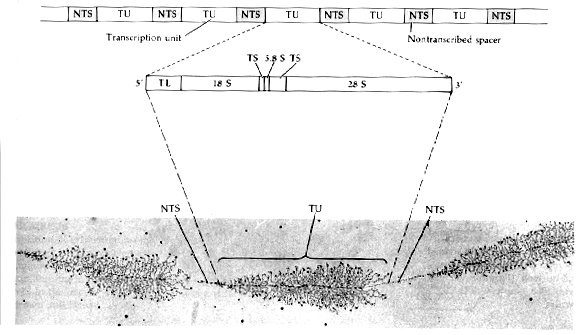 NTS TU NTS TU NTS TU NTS TU NTS TU NTS
Transcription unit
Nontranscribed spacer
TS 5.8 S TS
5′ TL 18 S 28 S 3′
NTS TU NTS